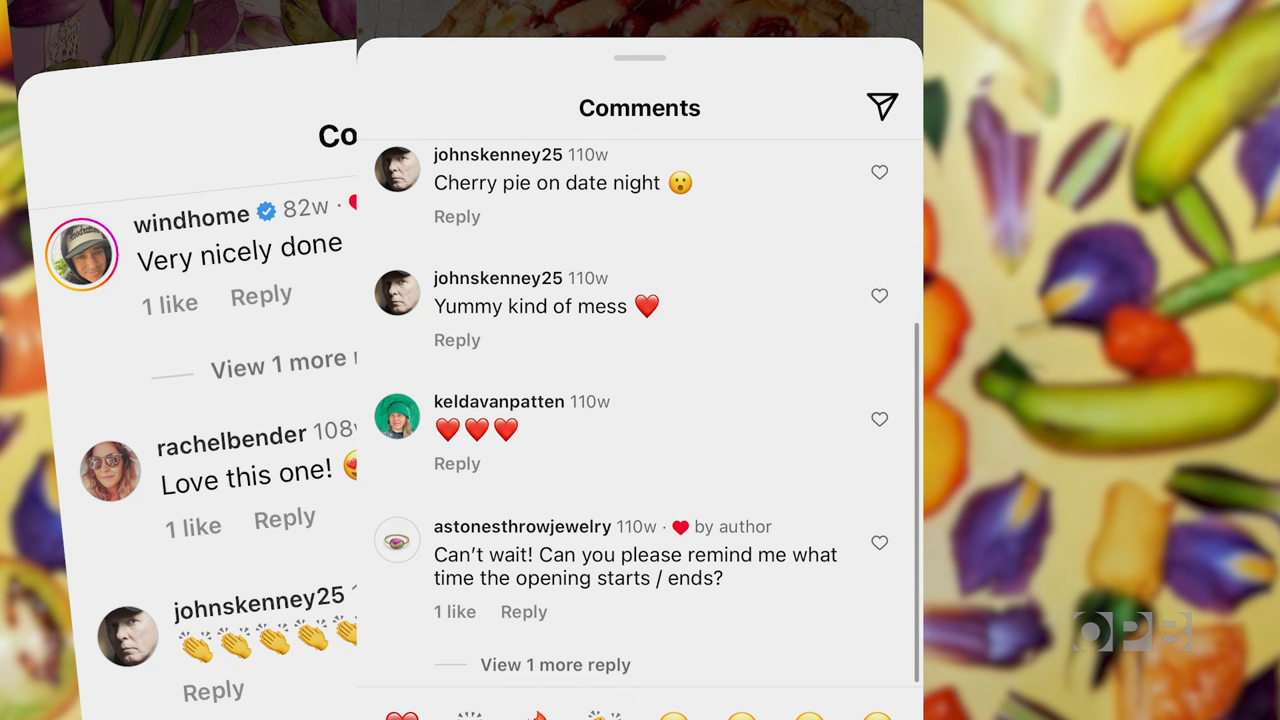 Co
windhome 82w ·
Very nicely done
1 like Reply
View 1 more
rachelbender 108
Love this one! 😍
1 like Reply
johnskenney25
👏👏👏👏👏
Reply
Comments
johnskenney25 110w
Cherry pie on date night 😮
Reply
johnskenney25 110w
Yummy kind of mess ❤️
Reply
keldavanpatten 110w
❤️❤️❤️
Reply
astonesthrowjewelry 110w · ❤️ by author
Can’t wait! Can you please remind me what
time the opening starts / ends?
1 like Reply
View 1 more reply
OPB